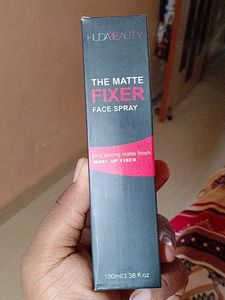 HUDABEAUTY
THE MATTE
FIXER
FACE SPRAY
long lasting matte finish
MAKE-UP FIXER
100ml/3.38 fl.oz